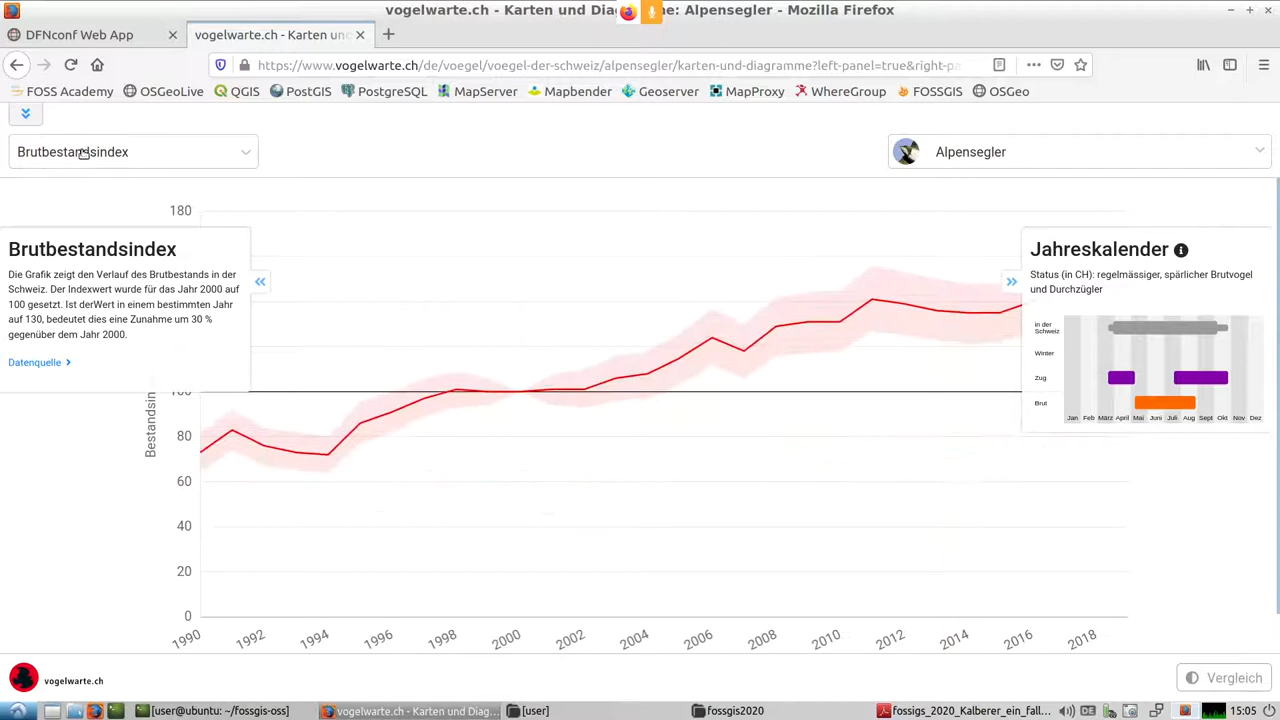 vogelwarte.ch - Karten und Dia me: Alpensegler - Mozilla Firefox
DFNconf Web App
vogelwarte.ch - Karten und
https://www.vogelwarte.ch/de/voegel/voegel-der-schweiz/alpensegler/karten-und-diagramme?left-panel=true&right-pa
FOSS Academy
OSGeoLive
QGIS
PostGIS
PostgreSQL
MapServer
Mapbender
Geoserver
MapProxy
WhereGroup
FOSSGIS
OSGeo
Brutbestandsindex
Alpensegler
180
Brutbestandsindex
Die Grafik zeigt den Verlauf des Brutbestands in der
Schweiz. Der Indexwert wurde für das Jahr 2000 auf
100 gesetzt. Ist derWert in einem bestimmten Jahr
auf 130, bedeutet dies eine Zunahme um 30 %
gegenüber dem Jahr 2000.
Datenquelle
Jahreskalender
Status (in CH): regelmässiger, spärlicher Brutvogel
und Durchzügler
in der
Schweiz
Winter
Zug
Brut
Jan Feb März April Mai Juni Juli Aug Sept Okt Nov Dez
100
Bestandsin
80
60
40
20
0
1990 1992 1994 1996 1998 2000 2002 2004 2006 2008 2010 2012 2014 2016 2018
vogelwarte.ch
Vergleich
[user@ubuntu: ~/fossgis-oss]
vogelwarte.ch - Karten und Diag...
[user]
fossgis2020
fossigs_2020_Kalberer_ein_fall...
DE
15:05